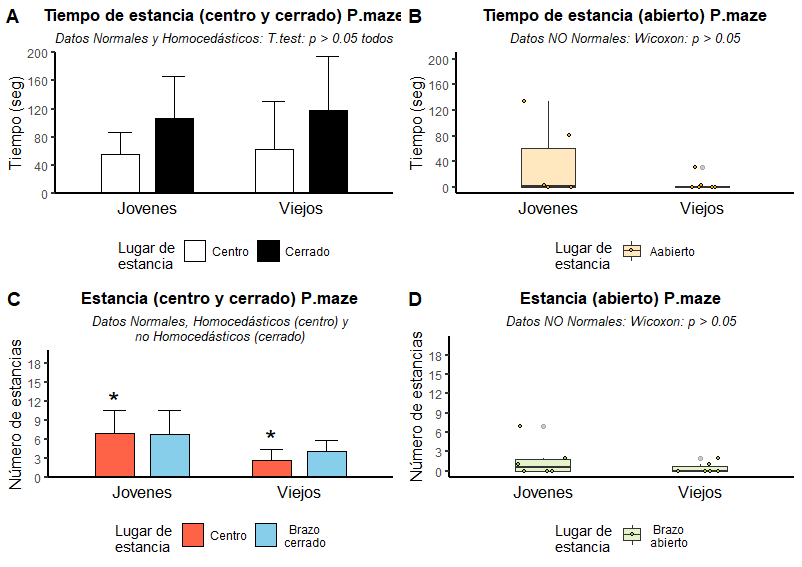 A
Tiempo de estancia (centro y cerrado) P.maze
Datos Normales y Homocedásticos: T.test: p > 0.05 todos
Tiempo (seg)
200
160
120
80
40
0
Jovenes
Viejos
Lugar de
estancia
Centro
Cerrado
B
Tiempo de estancia (abierto) P.maze
Datos NO Normales: Wicoxon: p > 0.05
Tiempo (seg)
200
160
120
80
40
0
Jovenes
Viejos
Lugar de
estancia
Aabierto
C
Estancia (centro y cerrado) P.maze
Datos Normales, Homocedásticos (centro) y
no Homocedásticos (cerrado)
Número de estancias
18
15
12
9
6
3
0
*
*
Jovenes
Viejos
Lugar de
estancia
Centro
Brazo
cerrado
D
Estancia (abierto) P.maze
Datos NO Normales: Wicoxon: p > 0.05
Número de estancias
18
15
12
9
6
3
0
Jovenes
Viejos
Lugar de
estancia
Brazo
abierto